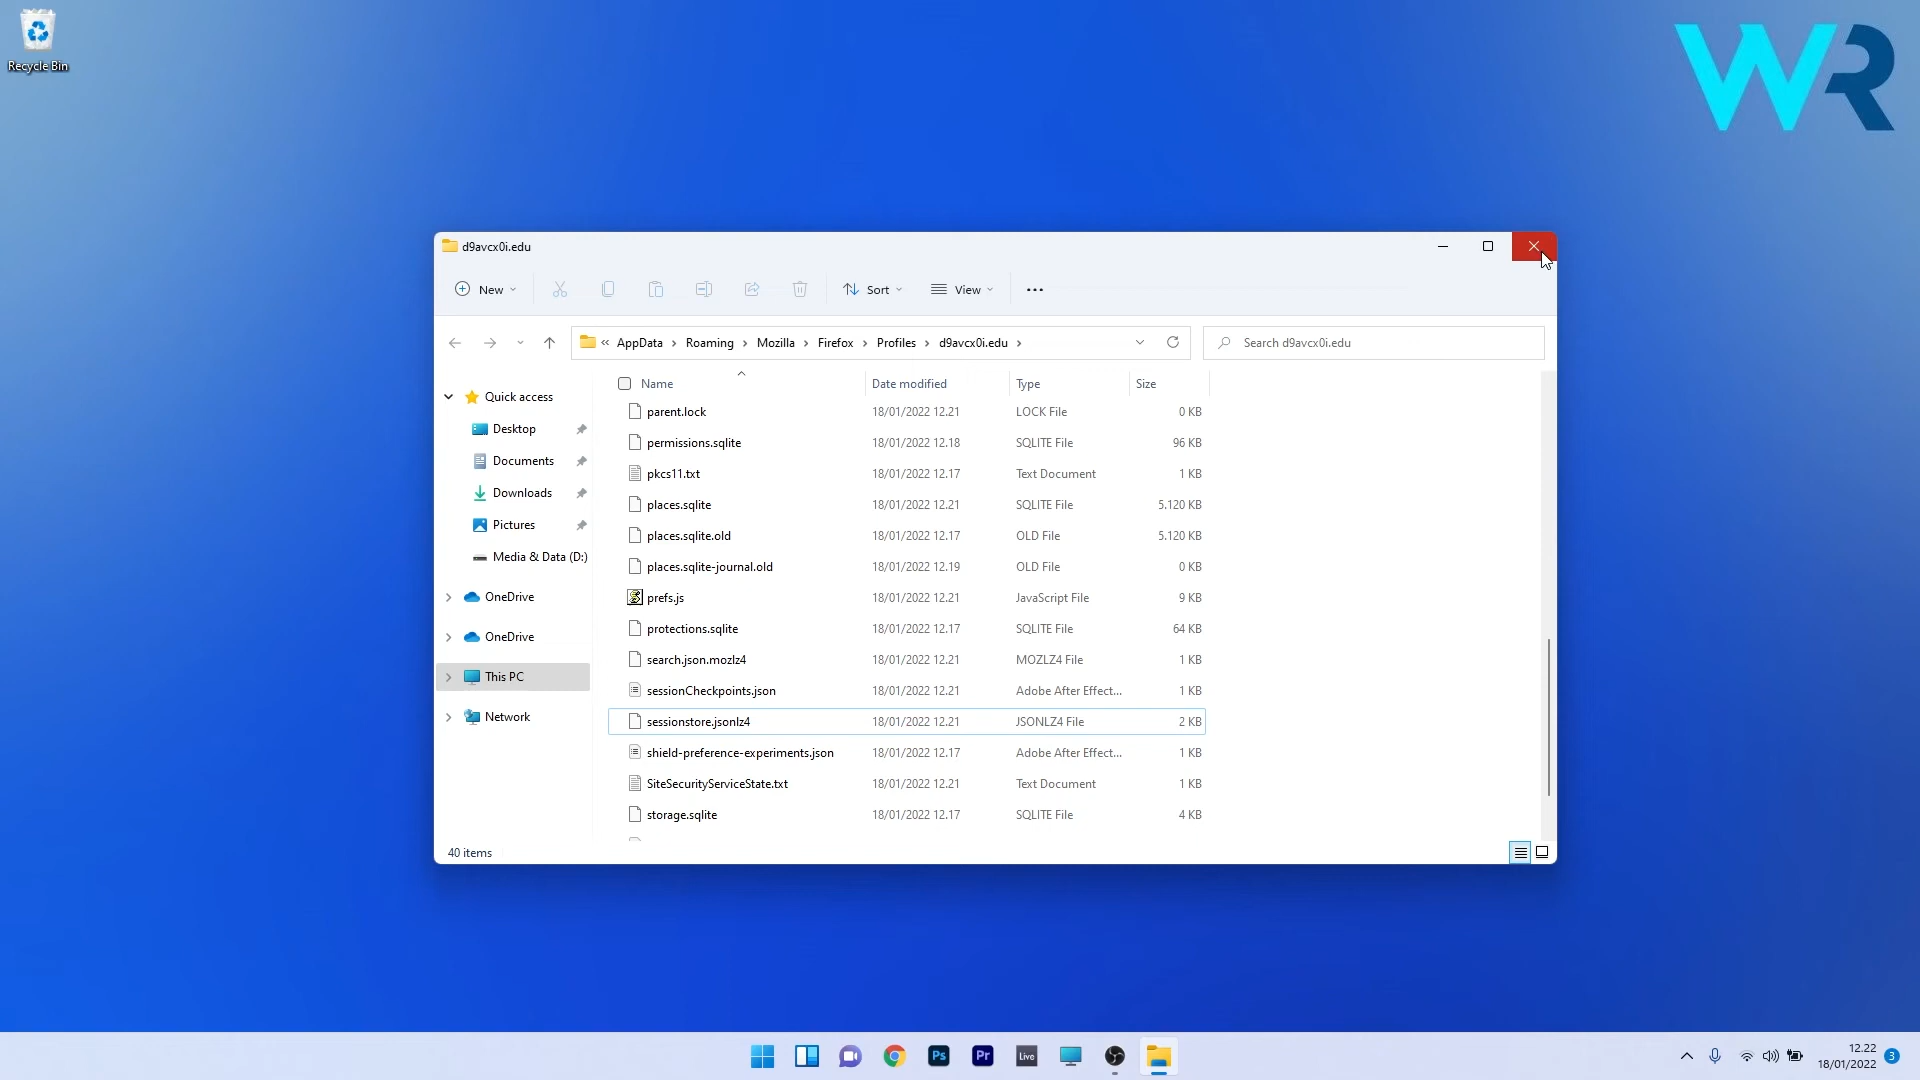 Recycle Bin
WR
d9avcx0i.edu
New
Sort
View
AppData
Roaming
Mozilla
Firefox
Profiles
d9avcx0i.edu
Search d9avcx0i.edu
Quick access
Desktop
Documents
Downloads
Pictures
Media & Data (D:)
OneDrive
OneDrive
This PC
Network
Name Date modified Type Size
parent.lock 18/01/2022 12.21 LOCK File 0 KB
permissions.sqlite 18/01/2022 12.18 SQLITE File 96 KB
pkcs11.txt 18/01/2022 12.17 Text Document 1 KB
places.sqlite 18/01/2022 12.21 SQLITE File 5.120 KB
places.sqlite.old 18/01/2022 12.17 OLD File 5.120 KB
places.sqlite-journal.old 18/01/2022 12.19 OLD File 0 KB
prefs.js 18/01/2022 12.21 JavaScript File 9 KB
protections.sqlite 18/01/2022 12.17 SQLITE File 64 KB
search.json.mozlz4 18/01/2022 12.21 MOZLZ4 File 1 KB
sessionCheckpoints.json 18/01/2022 12.21 Adobe After Effect... 1 KB
sessionstore.jsonlz4 18/01/2022 12.21 JSONLZ4 File 2 KB
shield-preference-experiments.json 18/01/2022 12.17 Adobe After Effect... 1 KB
SiteSecurityServiceState.txt 18/01/2022 12.21 Text Document 1 KB
storage.sqlite 18/01/2022 12.17 SQLITE File 4 KB
40 items
Ps
Pr
Live
12.22
18/01/2022
3